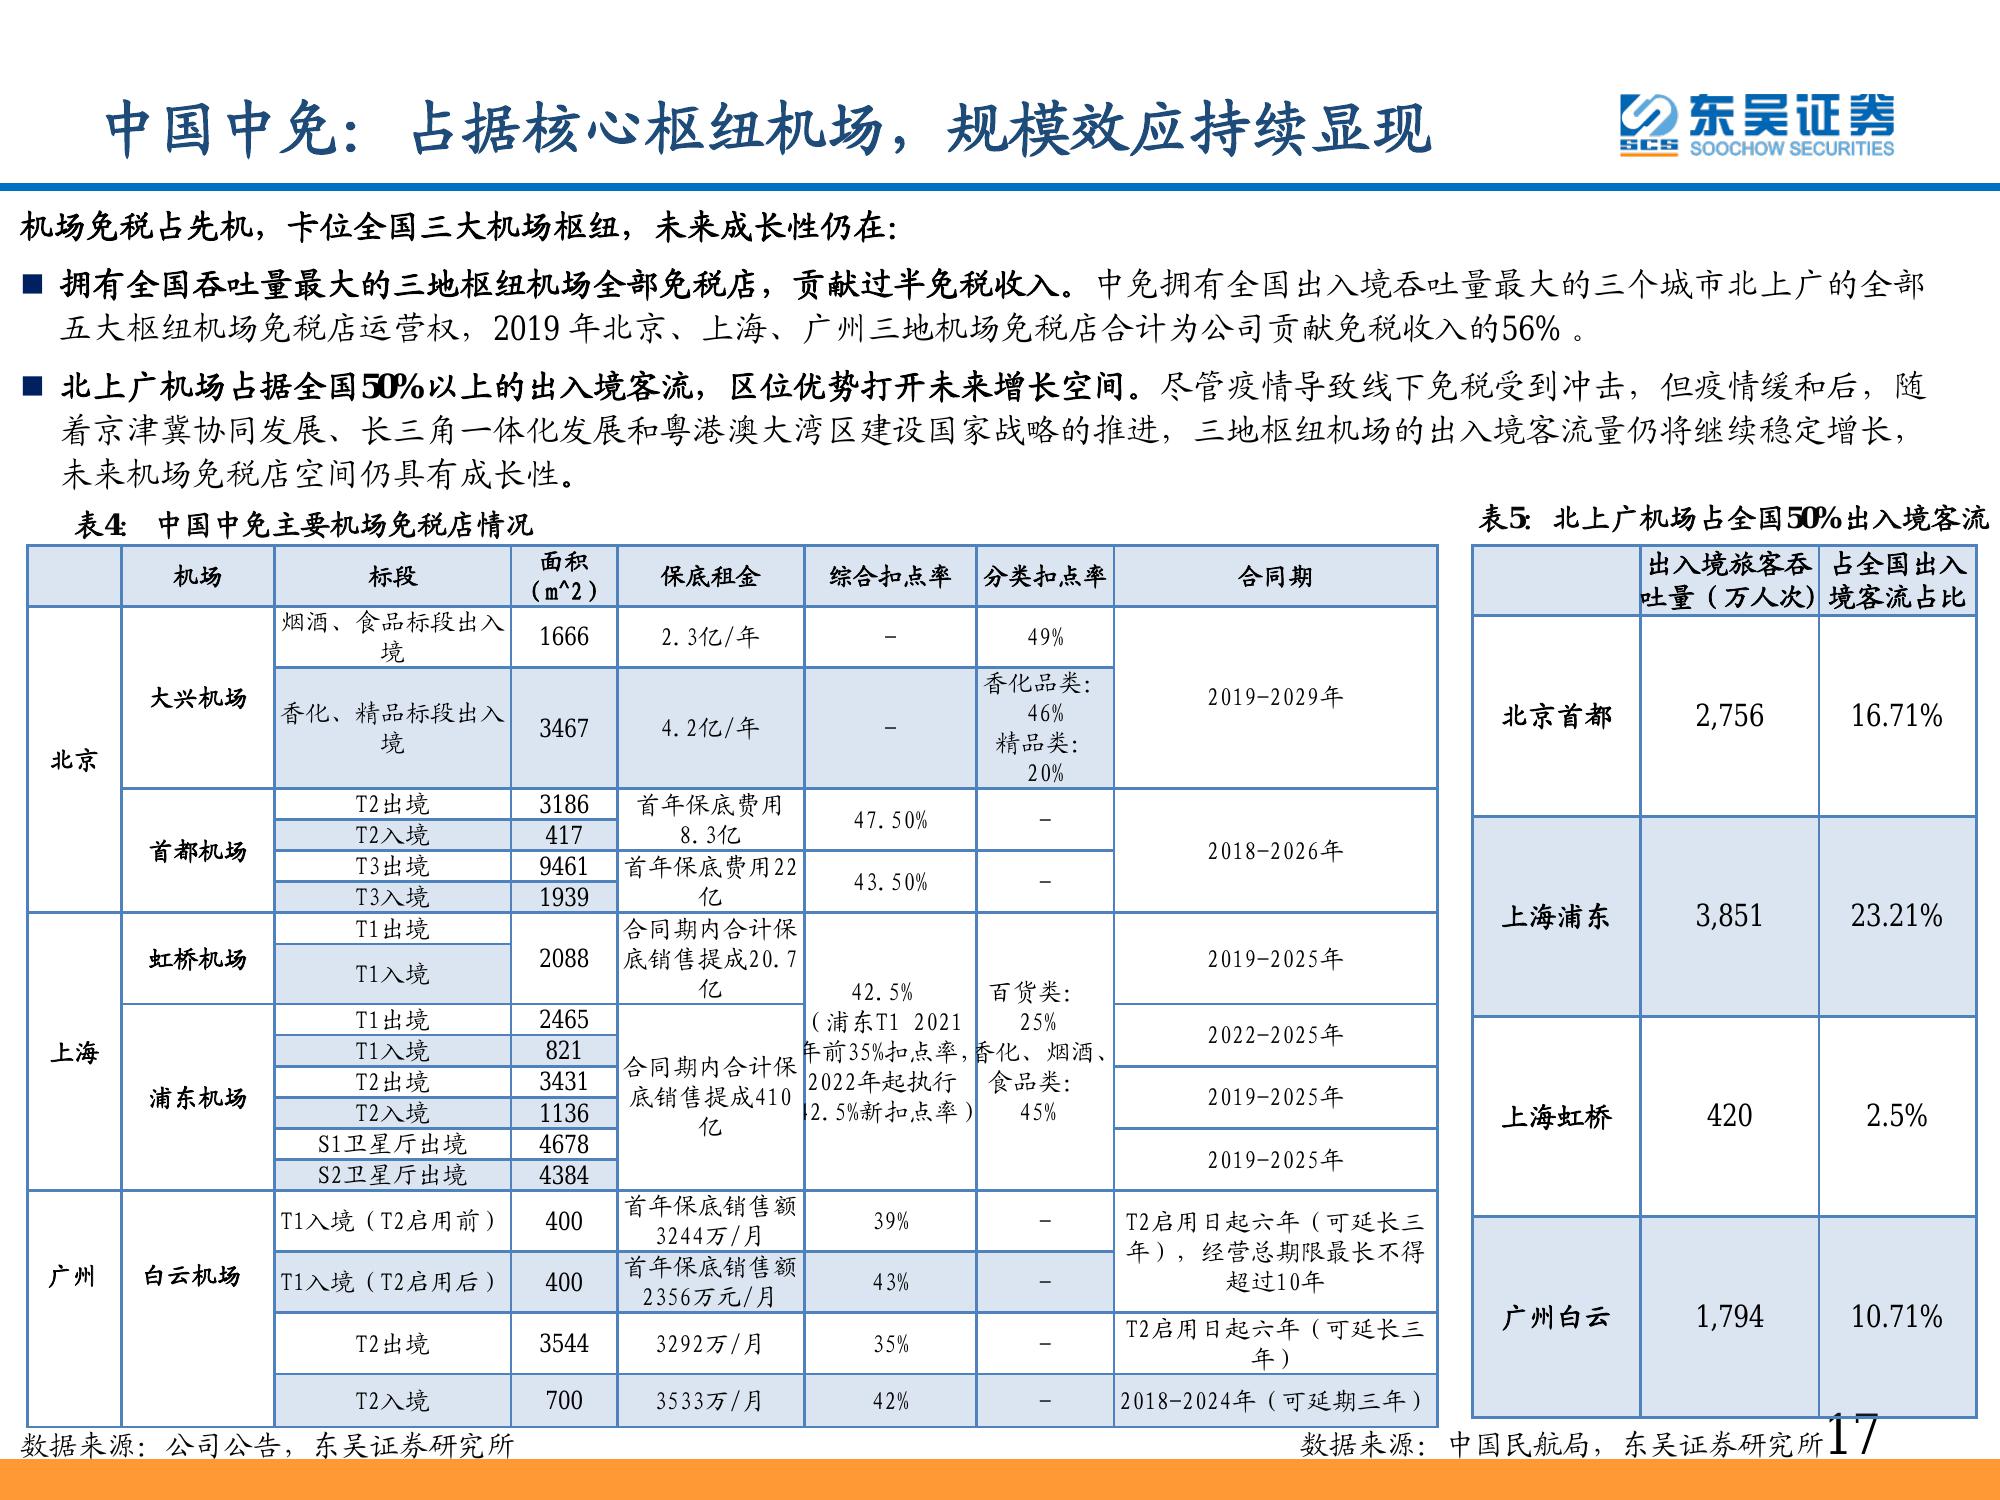 中国中免：占据核心枢纽机场，规模效应持续显现
东吴证券
SCS SOOCHOW SECURITIES
机场免税占先机，卡位全国三大机场枢纽，未来成长性仍在：
■ 拥有全国吞吐量最大的三地枢纽机场全部免税店，贡献过半免税收入。中免拥有全国出入境吞吐量最大的三个城市北上广的全部
五大枢纽机场免税店运营权，2019 年北京、上海、广州三地机场免税店合计为公司贡献免税收入的56% 。
■ 北上广机场占据全国50%以上的出入境客流，区位优势打开未来增长空间。尽管疫情导致线下免税受到冲击，但疫情缓和后，随
着京津冀协同发展、长三角一体化发展和粤港澳大湾区建设国家战略的推进，三地枢纽机场的出入境客流量仍将继续稳定增长，
未来机场免税店空间仍具有成长性。
表4： 中国中免主要机场免税店情况
机场 标段 面积 保底租金 综合扣点率 分类扣点率 合同期
（m^2）
北京
大兴机场
烟酒、食品标段出入
境
1666 2.3亿/年 – 49%
2019–2029年
香化、精品标段出入
境
3467 4.2亿/年 –
香化品类：
46%
精品类：
20%
首都机场
T2出境 3186
T2入境 417
首年保底费用
8.3亿
47.50% –
T3出境 9461
T3入境 1939
首年保底费用22
亿
43.50% –
2018–2026年
上海
虹桥机场
T1出境
T1入境
2088
合同期内合计保
底销售提成20.7
亿
2019–2025年
42.5%
（浦东T1 2021
年前35%扣点率，
2022年起执行
42.5%新扣点率）
百货类：
25%
香化、烟酒、
食品类：
45%
浦东机场
T1出境 2465
T1入境 821
2022–2025年
T2出境 3431
T2入境 1136
2019–2025年
S1卫星厅出境 4678
S2卫星厅出境 4384
2019–2025年
合同期内合计保
底销售提成410
亿
广州
白云机场
T1入境（T2启用前） 400
首年保底销售额
3244万/月
39% –
T1入境（T2启用后） 400
首年保底销售额
2356万元/月
43% –
T2启用日起六年（可延长三
年），经营总期限最长不得
超过10年
T2出境 3544 3292万/月 35% –
T2启用日起六年（可延长三
年）
T2入境 700 3533万/月 42% – 2018–2024年（可延期三年）
数据来源：公司公告，东吴证券研究所
表5：北上广机场占全国50%出入境客流
出入境旅客吞 占全国出入
吐量（万人次） 境客流占比
北京首都 2,756 16.71%
上海浦东 3,851 23.21%
上海虹桥 420 2.5%
广州白云 1,794 10.71%
数据来源：中国民航局，东吴证券研究所
17